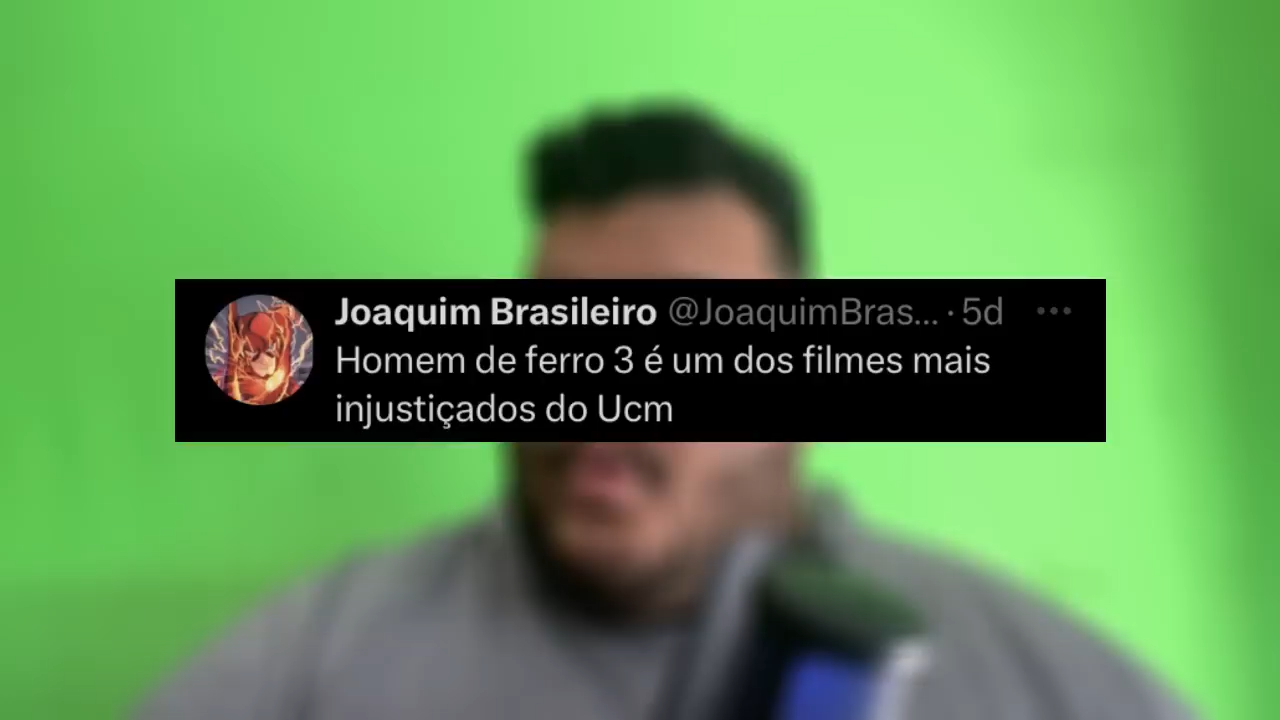 Joaquim Brasileiro @JoaquimBras... · 5d
Homem de ferro 3 é um dos filmes mais
injustiçados do Ucm